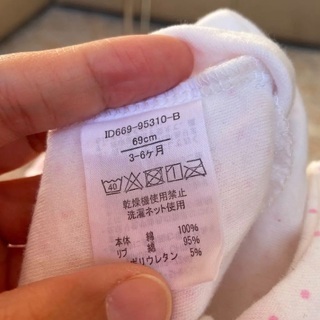 ID669-95310-B
69cm
3-6ヶ月
40
乾燥機使用禁止
洗濯ネット使用
本体 綿 100%
リブ 綿 95%
ポリウレタン 5%